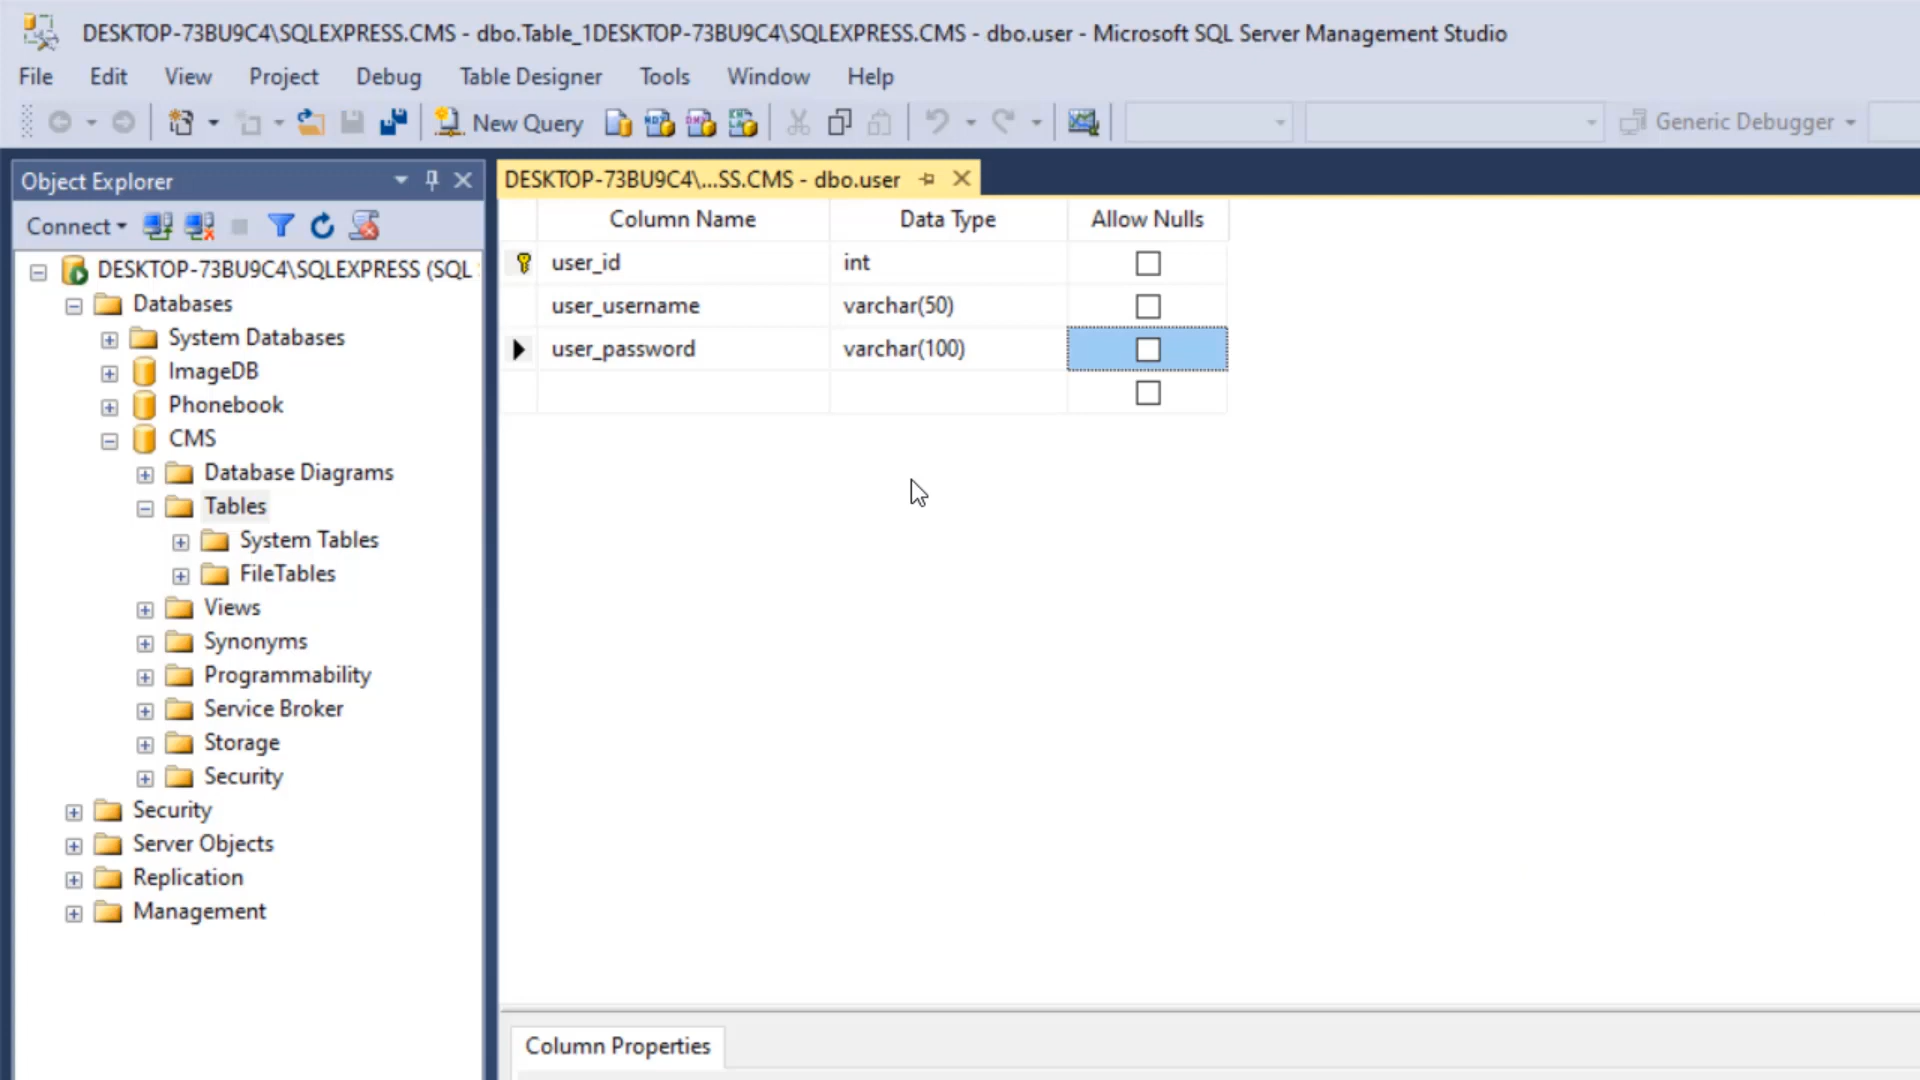 DESKTOP-73BU9C4\SQLEXPRESS.CMS - dbo.Table_1DESKTOP-73BU9C4\SQLEXPRESS.CMS - dbo.user - Microsoft SQL Server Management Studio
File Edit View Project Debug Table Designer Tools Window Help
New Query Generic Debugger
Object Explorer
Connect
DESKTOP-73BU9C4\SQLEXPRESS (SQL
Databases
System Databases
ImageDB
Phonebook
CMS
Database Diagrams
Tables
System Tables
FileTables
Views
Synonyms
Programmability
Service Broker
Storage
Security
Security
Server Objects
Replication
Management
DESKTOP-73BU9C4\...SS.CMS - dbo.user
Column Name Data Type Allow Nulls
user_id int
user_username varchar(50)
user_password varchar(100)
Column Properties